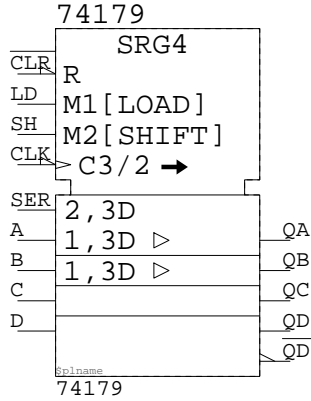 74179
SRG4
CLR
R
LD
M1[LOAD]
SH
M2[SHIFT]
CLK
C3/2 →
SER
2,3D
A
1,3D ▷
QA
B
1,3D ▷
QB
C
QC
D
QD
QD
$plname
74179